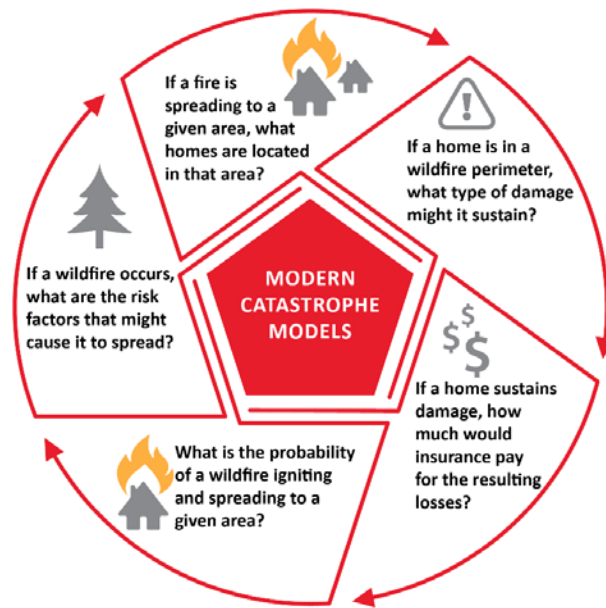 If a fire is
spreading to a
given area, what
homes are located
in that area?
If a home is in a
wildfire perimeter,
what type of damage
might it sustain?
If a wildfire occurs,
what are the risk
factors that might
cause it to spread?
MODERN
CATASTROPHE
MODELS
$
$
$
If a home sustains
damage, how
much would
insurance pay
for the resulting
losses?
What is the probability
of a wildfire igniting
and spreading to a
given area?